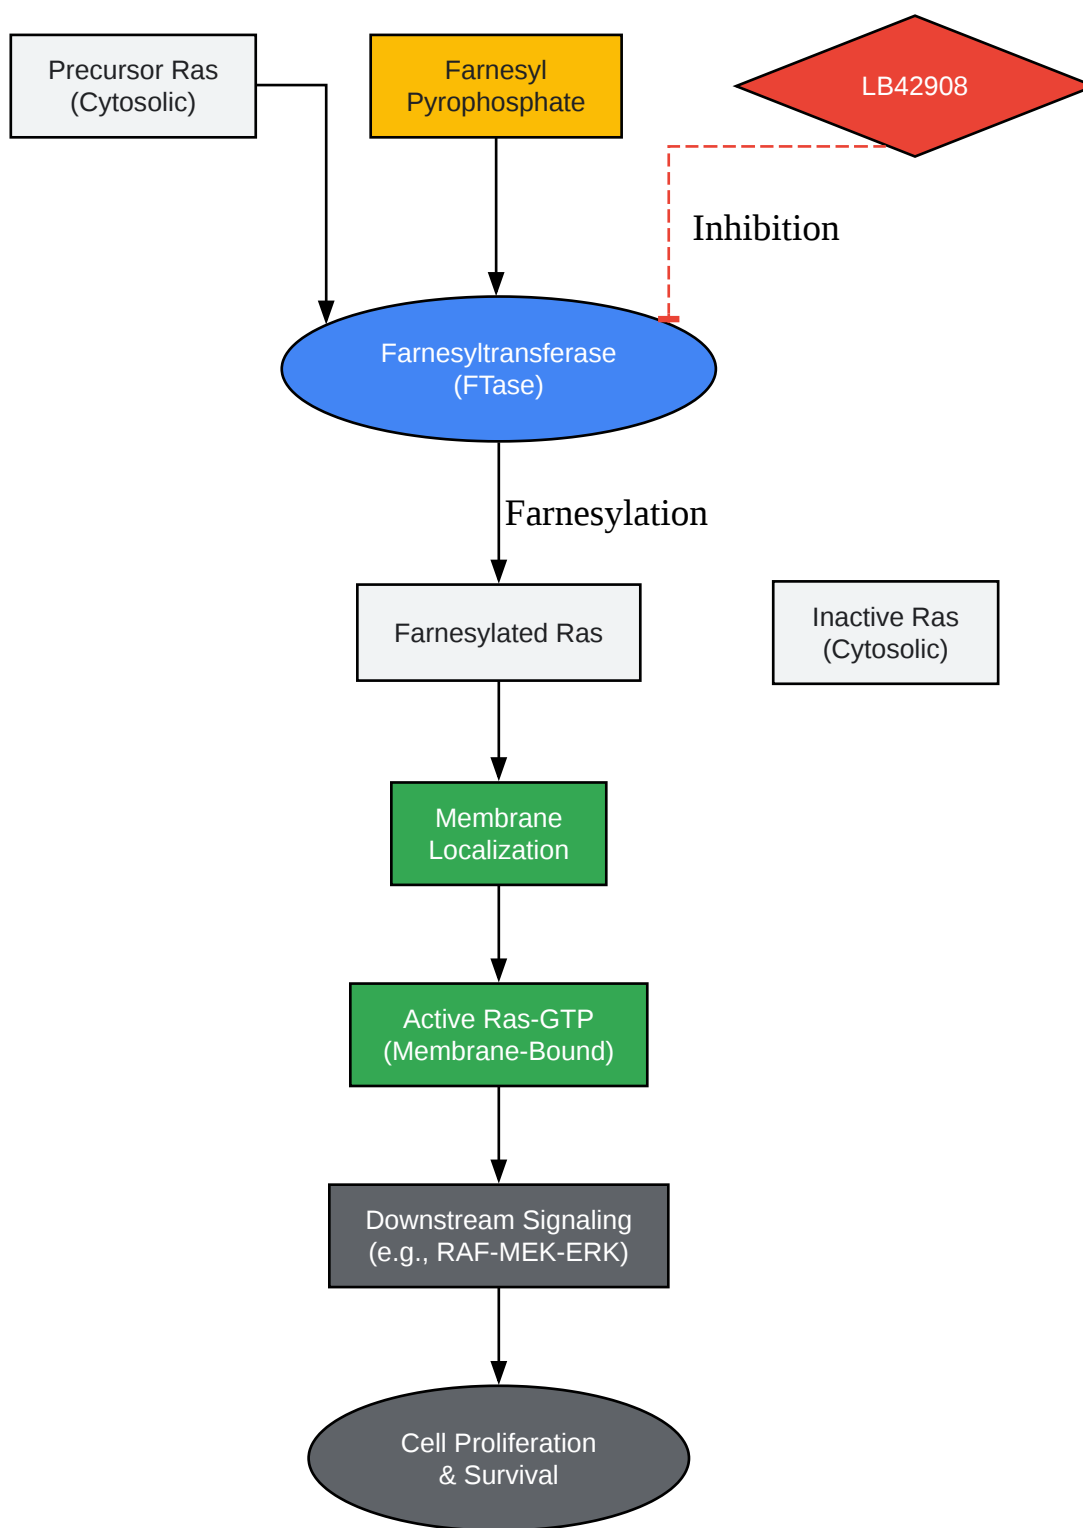 Precursor Ras
(Cytosolic)
Farnesyl
Pyrophosphate
LB42908
Inhibition
Farnesyltransferase
(FTase)
Farnesylation
Farnesylated Ras
Inactive Ras
(Cytosolic)
Membrane
Localization
Active Ras-GTP
(Membrane-Bound)
Downstream Signaling
(e.g., RAF-MEK-ERK)
Cell Proliferation
& Survival